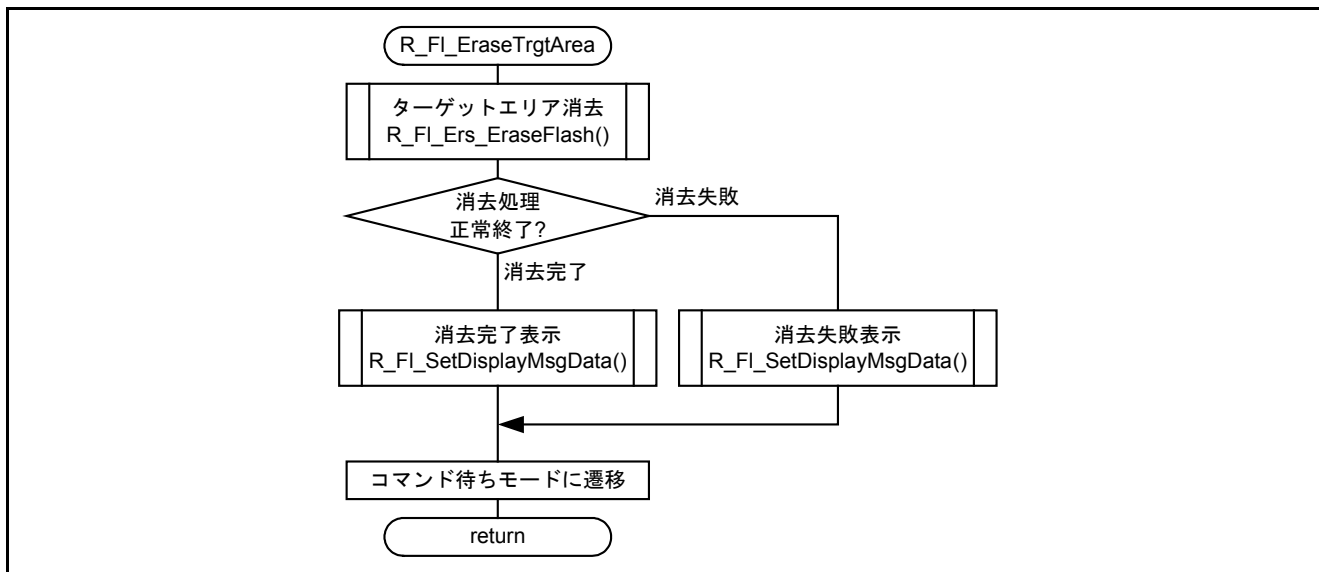 R_Fl_EraseTrgtArea
ターゲットエリア消去
R_Fl_Ers_EraseFlash()
消去処理
正常終了?
消去失敗
消去完了
消去完了表示
R_Fl_SetDisplayMsgData()
消去失敗表示
R_Fl_SetDisplayMsgData()
コマンド待ちモードに遷移
return